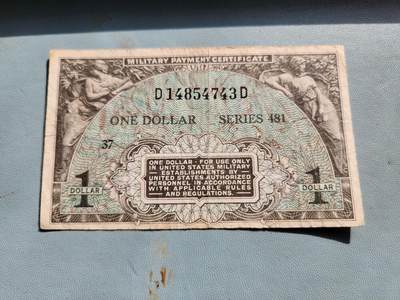 MILITARY PAYMENT CERTIFICATE
D14854743D
ONE DOLLAR SERIES 481
37
ONE DOLLAR - FOR USE ONLY
IN UNITED STATES MILITARY
ESTABLISHMENTS BY
UNITED STATES AUTHORIZED
PERSONNEL IN ACCORDANCE
WITH APPLICABLE RULES
AND REGULATIONS.
1 DOLLAR
1 DOLLAR